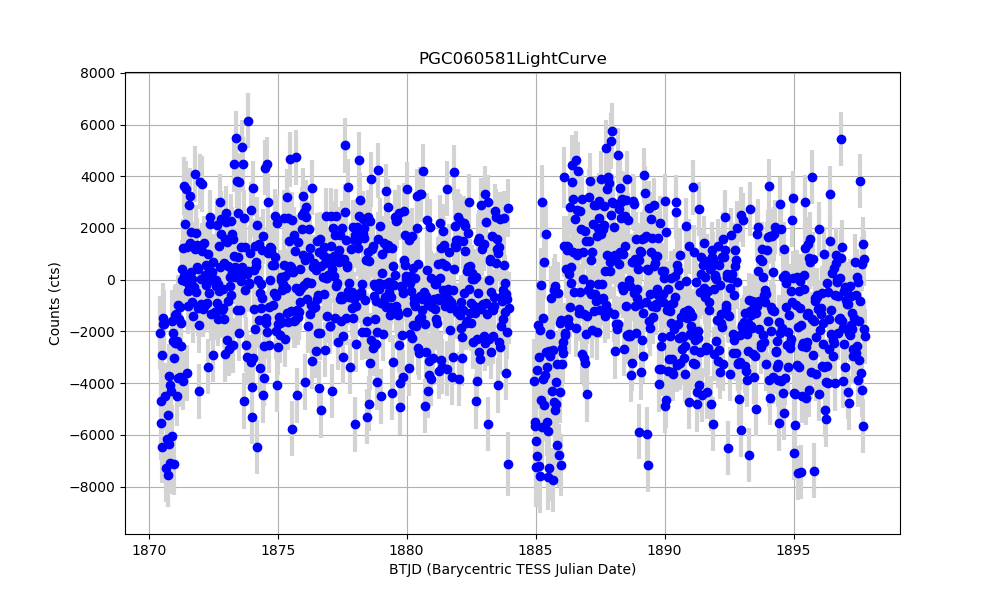 PGC060581LightCurve
8000
6000
4000
2000
0
−2000
−4000
−6000
−8000
Counts (cts)
1870 1875 1880 1885 1890 1895
BTJD (Barycentric TESS Julian Date)